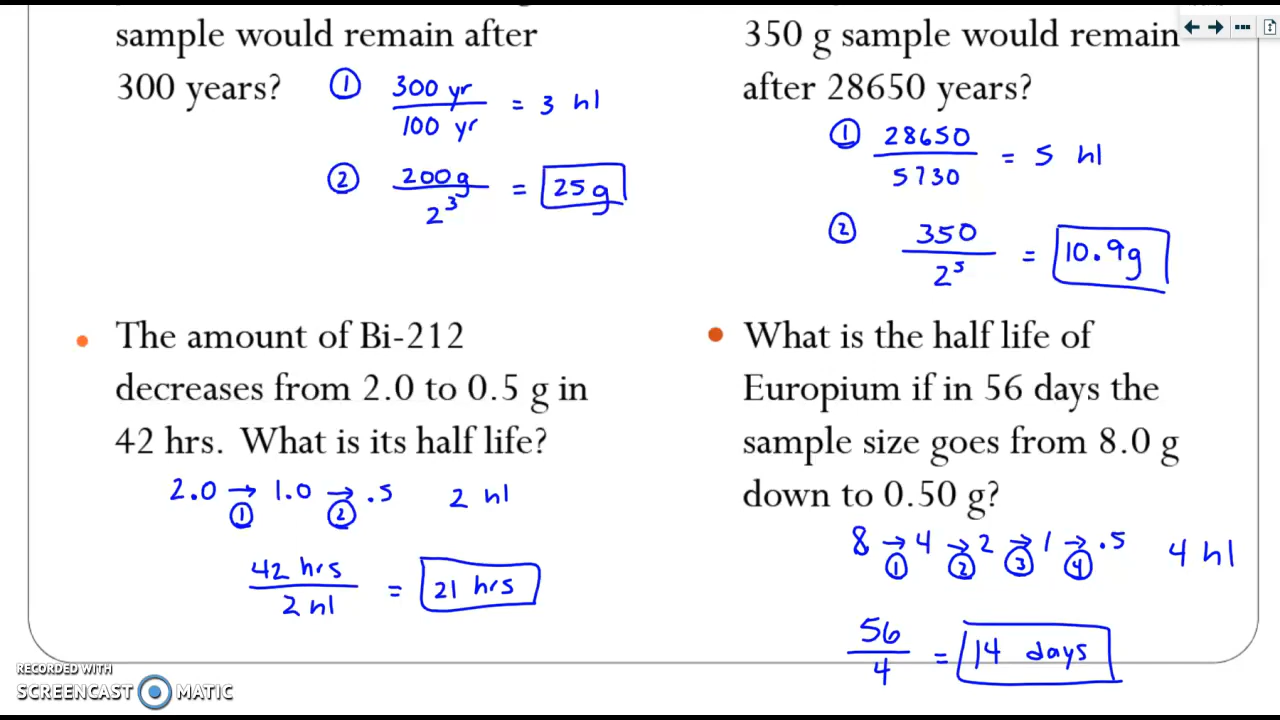 sample would remain after
300 years?
① 300 yr / 100 yr = 3 hl
② 200g / 2³ = 25g
350 g sample would remain
after 28650 years?
① 28650 / 5730 = 5 hl
② 350 / 2⁵ = 10.9g
• The amount of Bi-212
decreases from 2.0 to 0.5 g in
42 hrs. What is its half life?
2.0 → 1.0 → .5 2 hl
① ②
42 hrs / 2 hl = 21 hrs
• What is the half life of
Europium if in 56 days the
sample size goes from 8.0 g
down to 0.50 g?
8 → 4 → 2 → 1 → .5 4 hl
① ② ③ ④
56 / 4 = 14 days
RECORDED WITH
SCREENCAST MATIC